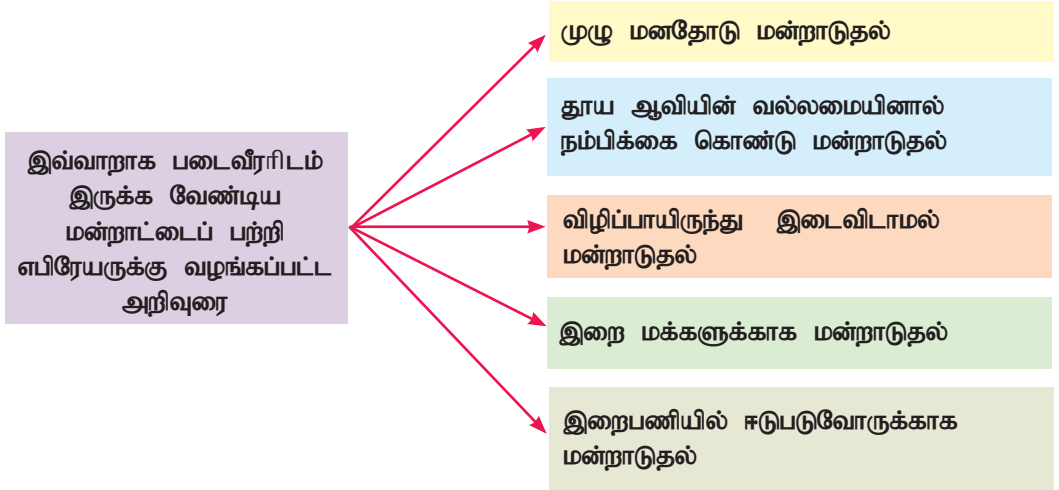 இவ்வாறாக படைவீரரிடம்
இருக்க வேண்டிய
மன்றாட்டைப் பற்றி
எபிரேயருக்கு வழங்கப்பட்ட
அறிவுரை
முழு மனதோடு மன்றாடுதல்
தூய ஆவியின் வல்லமையினால்
நம்பிக்கை கொண்டு மன்றாடுதல்
விழிப்பாயிருந்து இடைவிடாமல்
மன்றாடுதல்
இறை மக்களுக்காக மன்றாடுதல்
இறைபணியில் ஈடுபடுவோருக்காக
மன்றாடுதல்